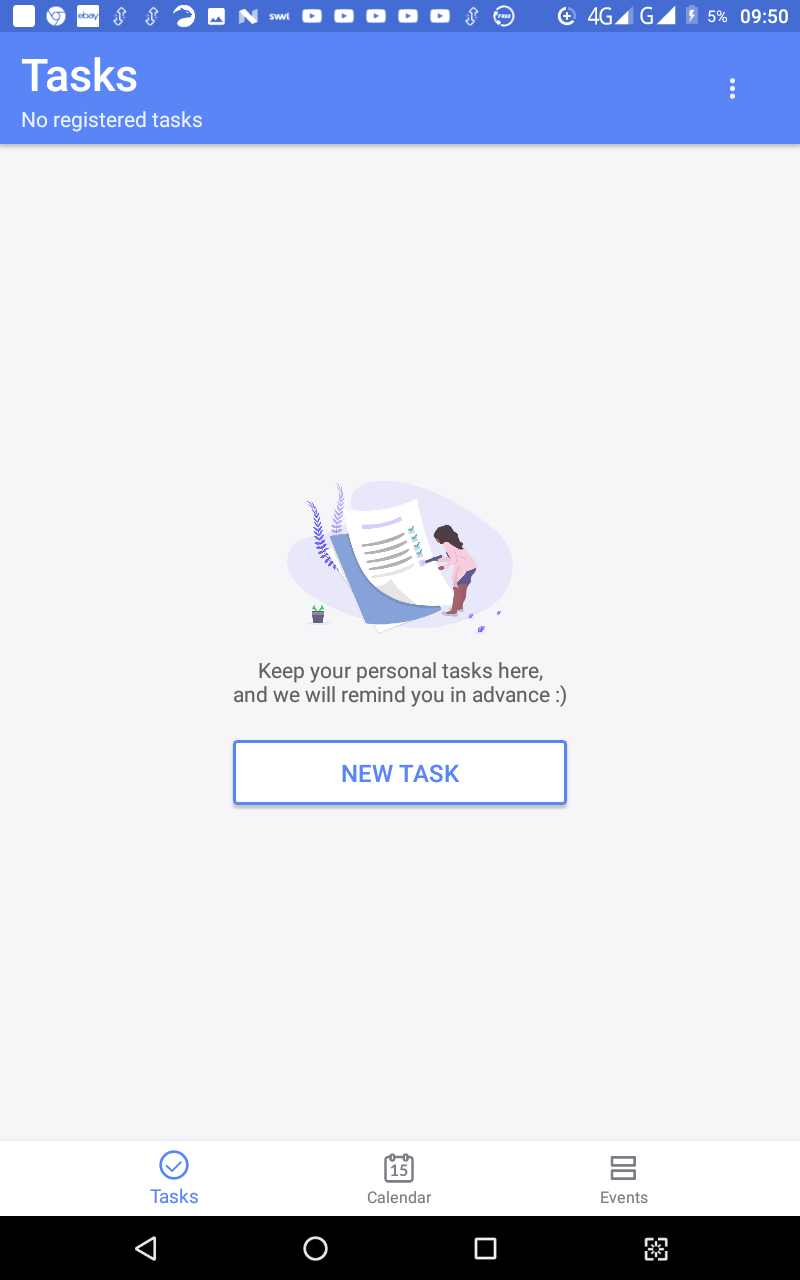 ebay
swvl
FREE
4G G 5% 09:50
Tasks
No registered tasks
Keep your personal tasks here,
and we will remind you in advance :)
NEW TASK
15
Tasks
Calendar
Events